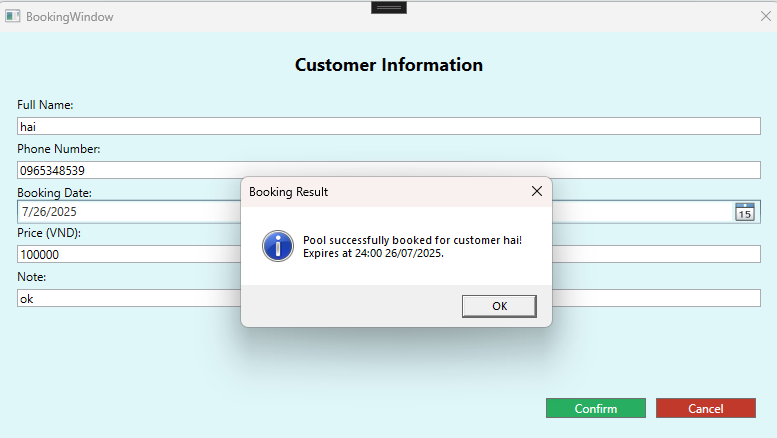 BookingWindow
Customer Information
Full Name:
hai
Phone Number:
0965348539
Booking Date:
7/26/2025
15
Price (VND):
100000
Note:
ok
Booking Result
Pool successfully booked for customer hai!
Expires at 24:00 26/07/2025.
OK
Confirm
Cancel